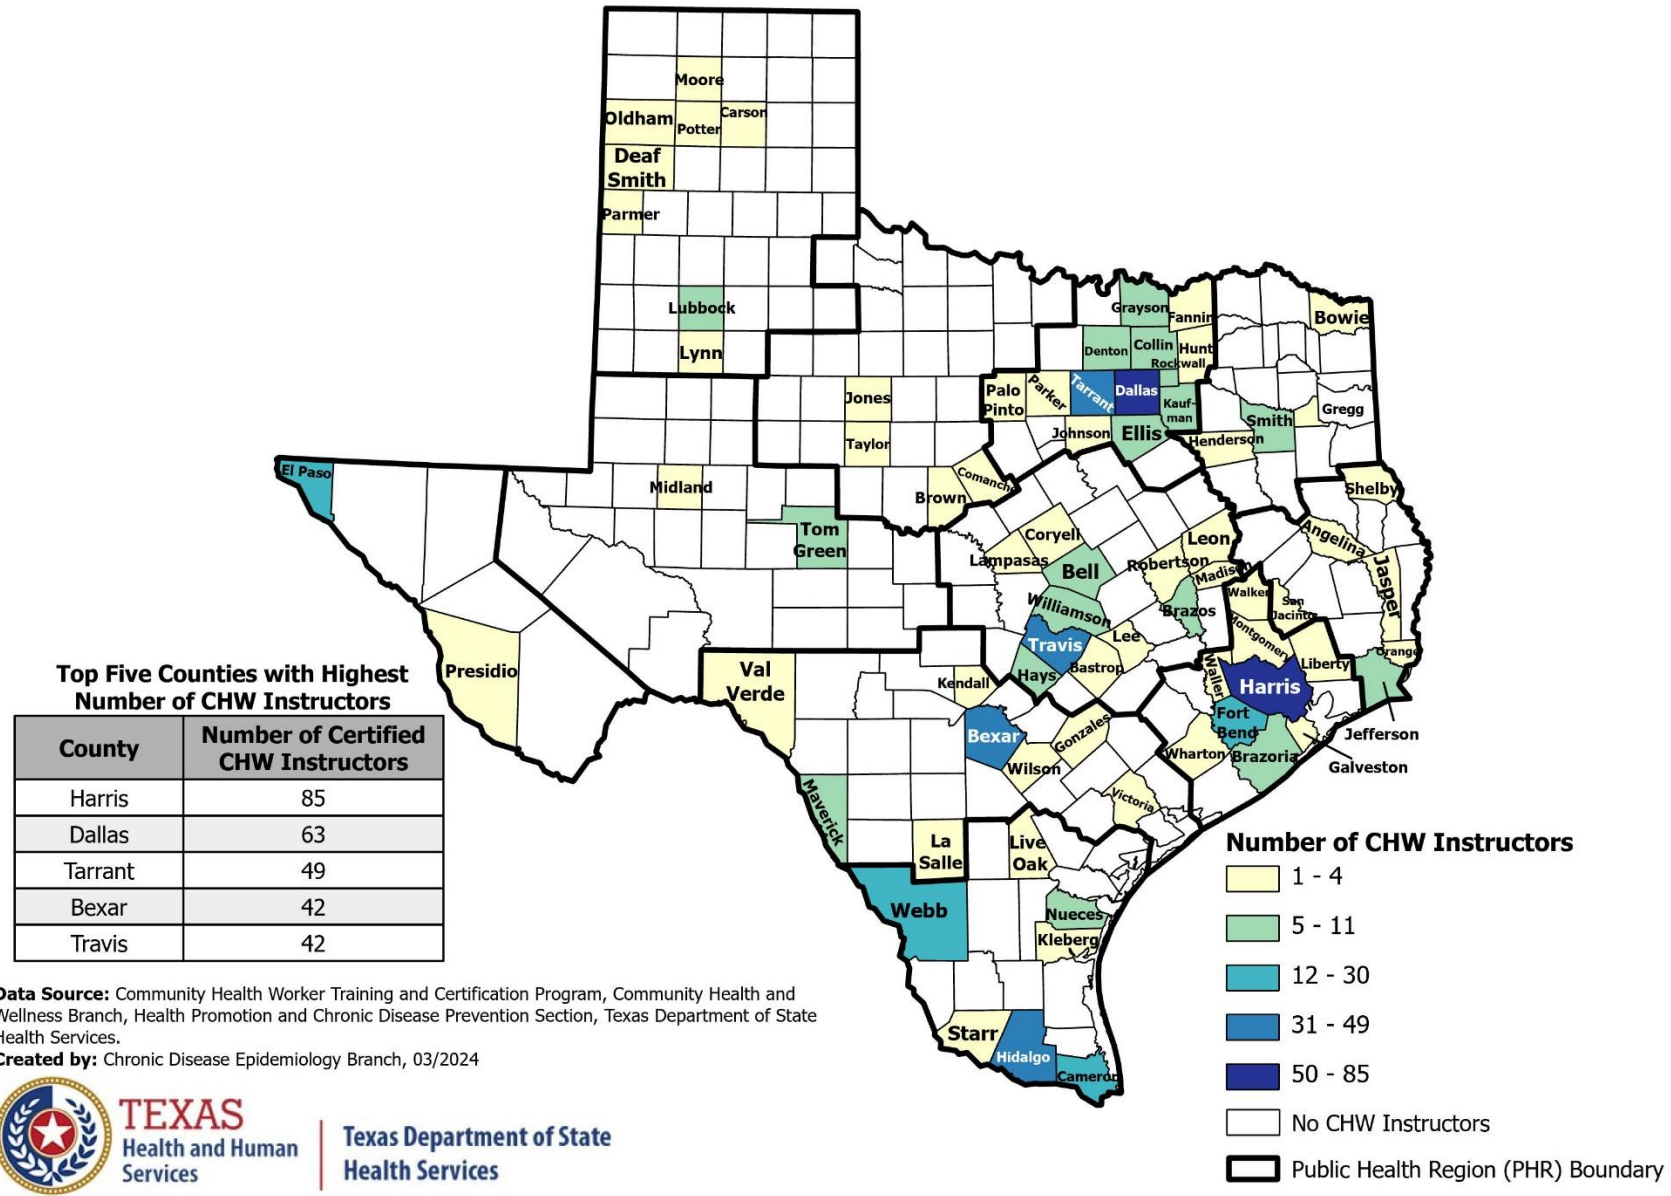 Moore
Oldham
Potter
Carson
Deaf
Smith
Parmer
Lubbock
Lynn
Grayson
Fannin
Bowie
Denton
Collin
Hunt
Rockwall
Jones
Palo
Pinto
Parker
Tarrant
Dallas
Kauf-
man
Gregg
Taylor
Johnson
Ellis
Smith
Henderson
El Paso
Midland
Brown
Comanche
Shelby
Tom
Green
Coryell
Leon
Angelina
Lampasas
Bell
Robertson
Madison
Jasper
Williamson
Brazos
Walker
San
Jacinto
Travis
Lee
Montgomery
Orange
Presidio
Val
Verde
Hays
Bastrop
Waller
Liberty
Kendall
Harris
Bexar
Gonzales
Fort
Bend
Jefferson
Wilson
Wharton
Brazoria
Galveston
Maverick
Victoria
La
Salle
Live
Oak
Webb
Nueces
Kleberg
Starr
Hidalgo
Cameron
Top Five Counties with Highest
Number of CHW Instructors
County Number of Certified
CHW Instructors
Harris 85
Dallas 63
Tarrant 49
Bexar 42
Travis 42
Number of CHW Instructors
1 - 4
5 - 11
12 - 30
31 - 49
50 - 85
No CHW Instructors
Public Health Region (PHR) Boundary
Data Source: Community Health Worker Training and Certification Program, Community Health and
Wellness Branch, Health Promotion and Chronic Disease Prevention Section, Texas Department of State
Health Services.
Created by: Chronic Disease Epidemiology Branch, 03/2024
TEXAS
Health and Human
Services
Texas Department of State
Health Services